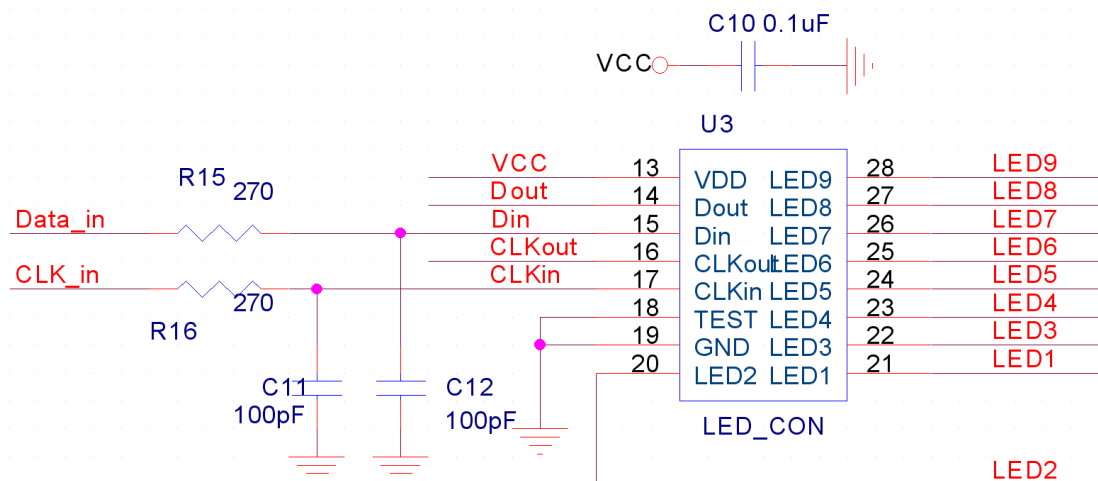 C10 0.1uF
VCC
U3
R15
270
Data_in
CLK_in
270
R16
VCC
Dout
Din
CLKout
CLKin
13
14
15
16
17
18
19
20
VDD LED9
Dout LED8
Din LED7
CLKout LED6
CLKin LED5
TEST LED4
GND LED3
LED2 LED1
28
27
26
25
24
23
22
21
LED9
LED8
LED7
LED6
LED5
LED4
LED3
LED1
C11
100pF
C12
100pF
LED_CON
LED2